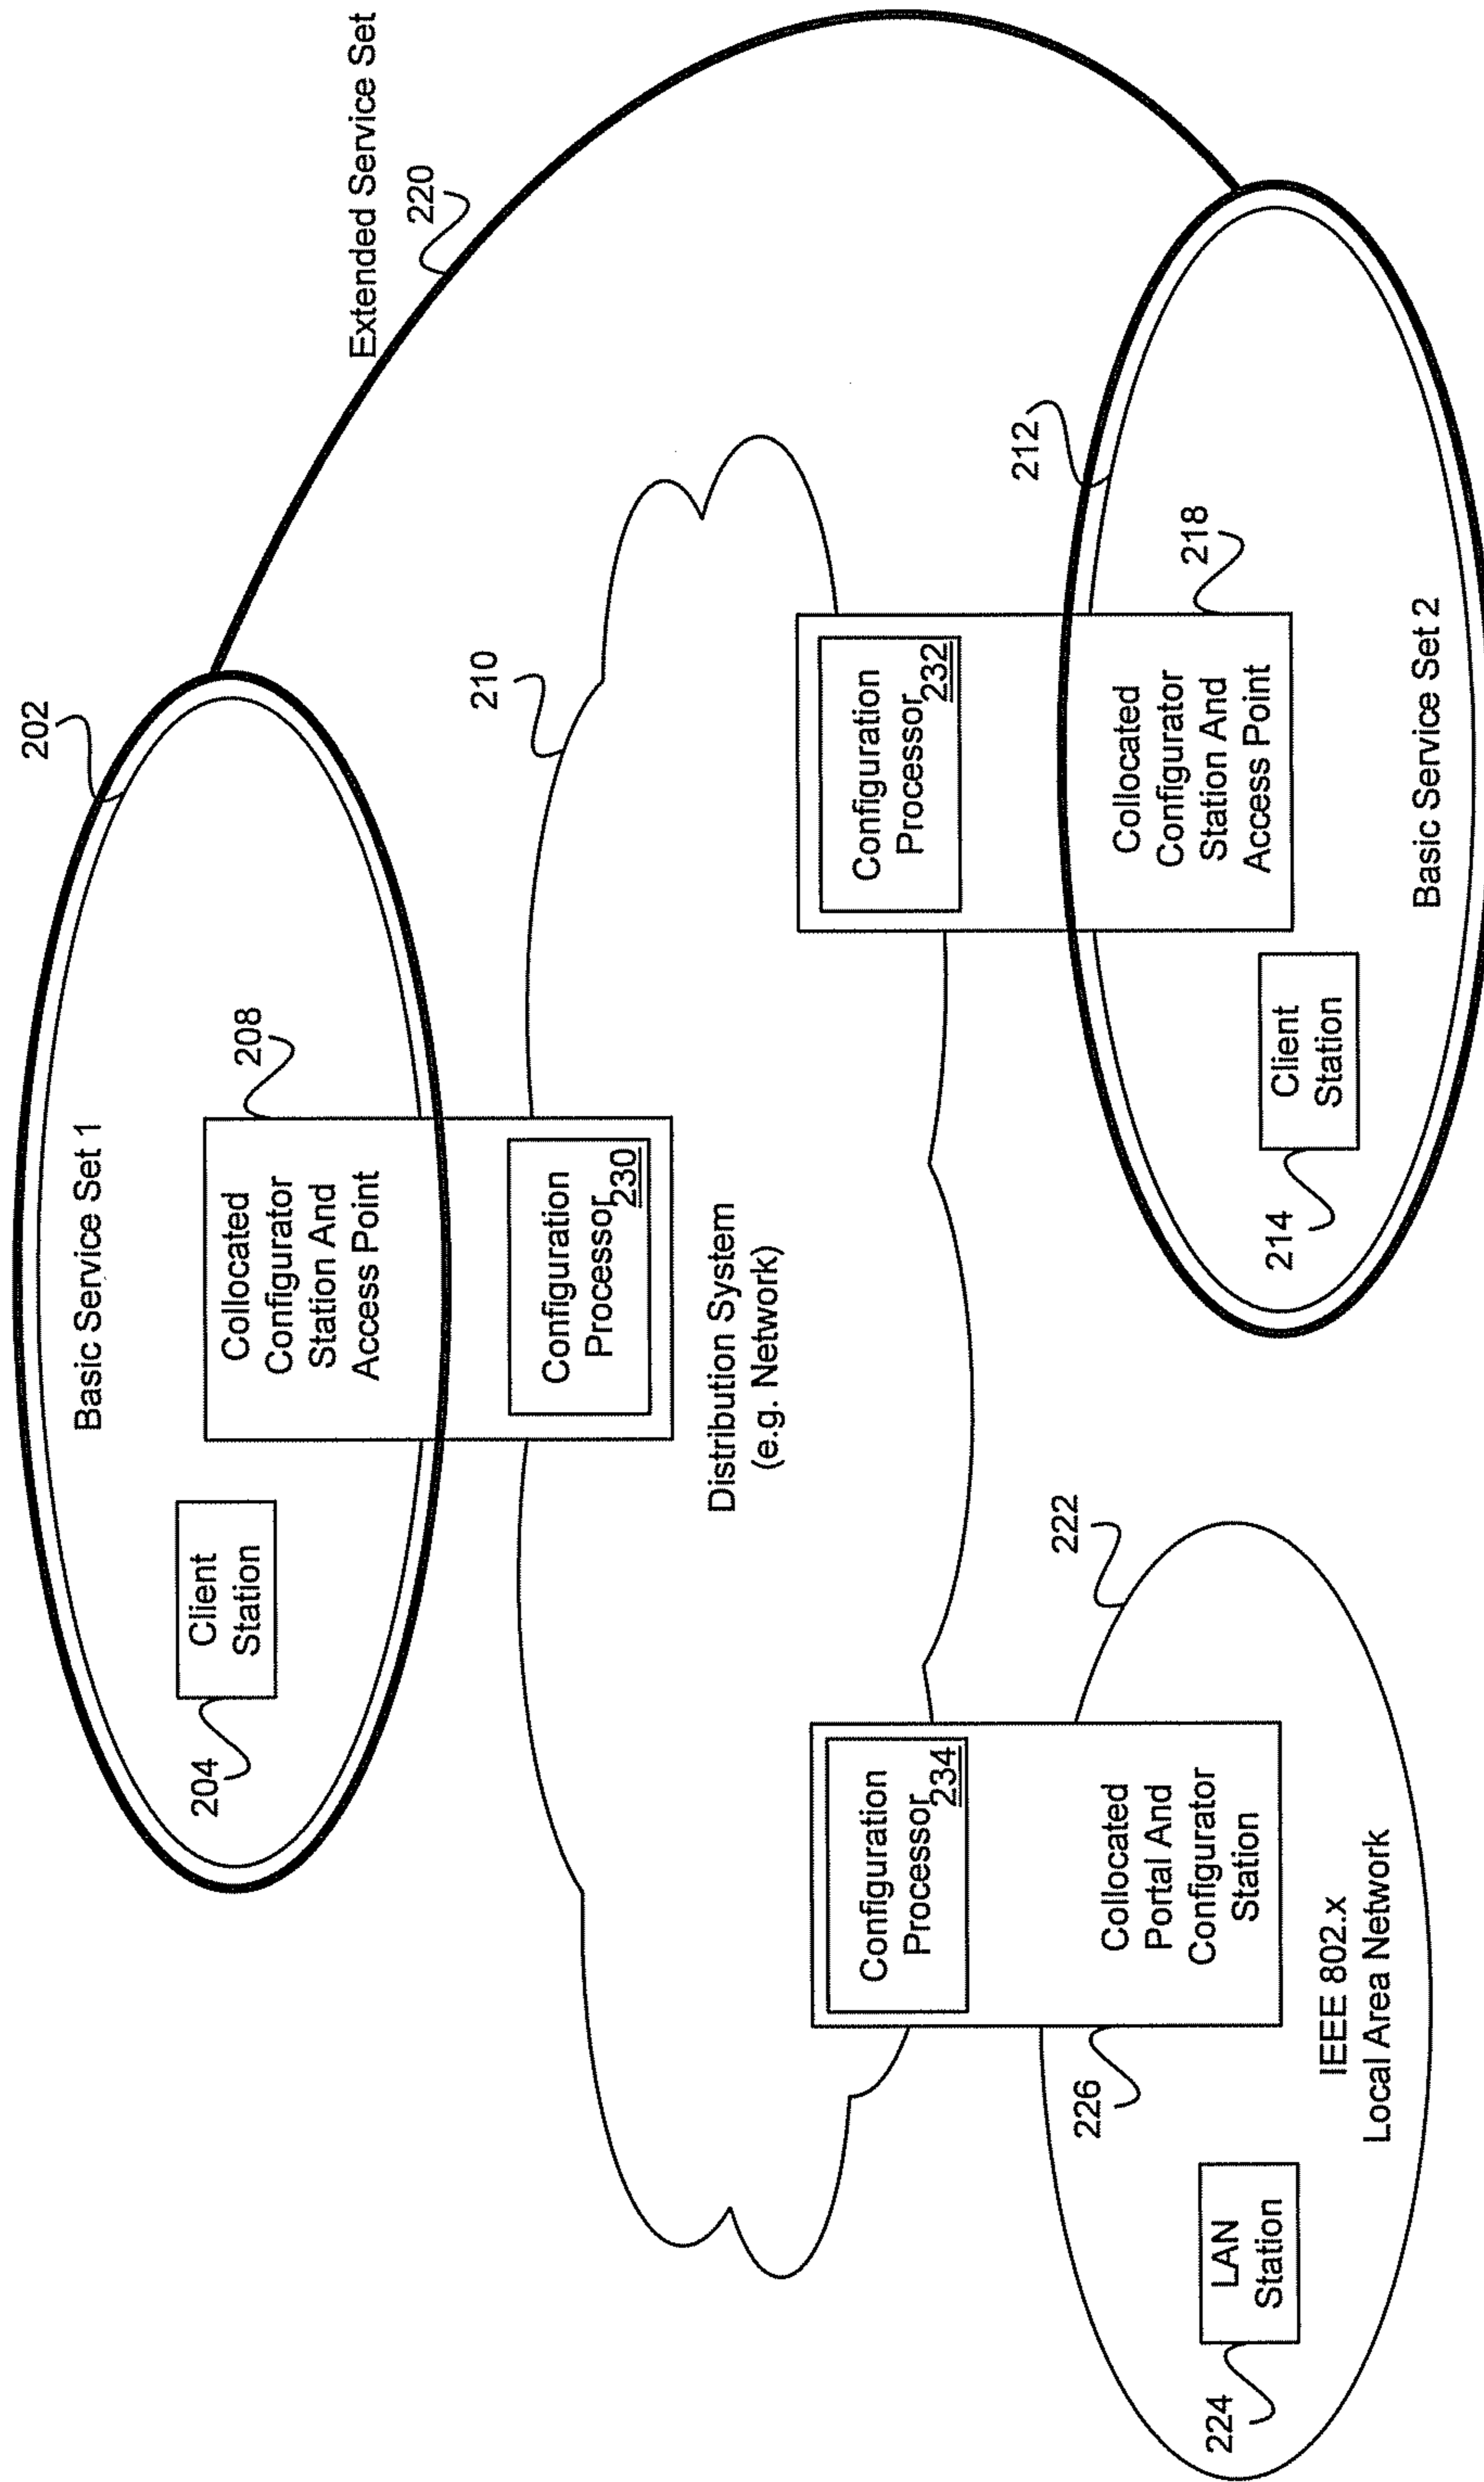 202
Basic Service Set 1
204
Client
Station
208
Collocated
Configurator
Station And
Access Point
Configuration
Processor
230
Extended Service Set
220
210
Distribution System
(e.g. Network)
Configuration
Processor
234
Collocated
Portal And
Configurator
Station
226
222
224
LAN
Station
IEEE 802.x
Local Area Network
Configuration
Processor
232
Collocated
Configurator
Station And
Access Point
218
212
214
Client
Station
Basic Service Set 2